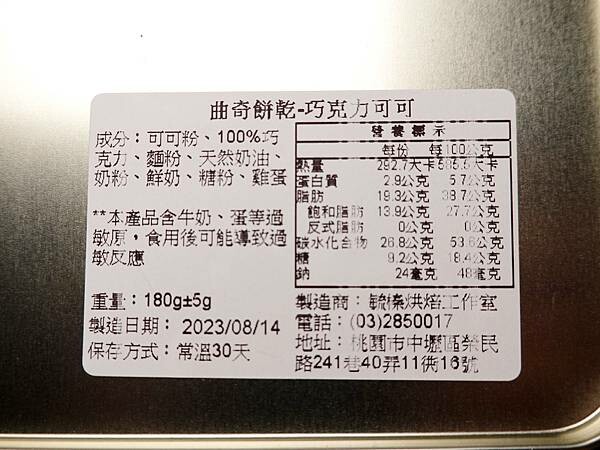 曲奇餅乾-巧克力可可
成分：可可粉、100%巧
克力、麵粉、天然奶油、
奶粉、鮮奶、糖粉、雞蛋
**本產品含牛奶、蛋等過
敏原，食用後可能導致過
敏反應
重量：180g±5g
製造日期： 2023/08/14
保存方式：常溫30天
營養標示
每份 每100公克
熱量 292.7大卡 585.5大卡
蛋白質 2.9公克 5.7公克
脂肪 19.3公克 38.7公克
飽和脂肪 13.9公克 27.7公克
反式脂肪 0公克 0公克
碳水化合物 26.8公克 53.6公克
糖 9.2公克 18.4公克
鈉 24毫克 48毫克
製造商：毓榛烘焙工作室
電話：(03)2850017
地址：桃園市中壢區榮民
路241巷40弄11衖16號